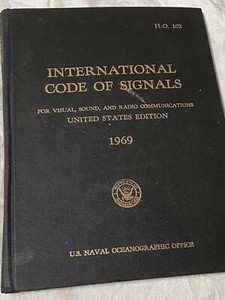 H.O. 102
INTERNATIONAL
CODE OF SIGNALS
FOR VISUAL, SOUND, AND RADIO COMMUNICATIONS
UNITED STATES EDITION
1969
U.S. NAVAL OCEANOGRAPHIC OFFICE